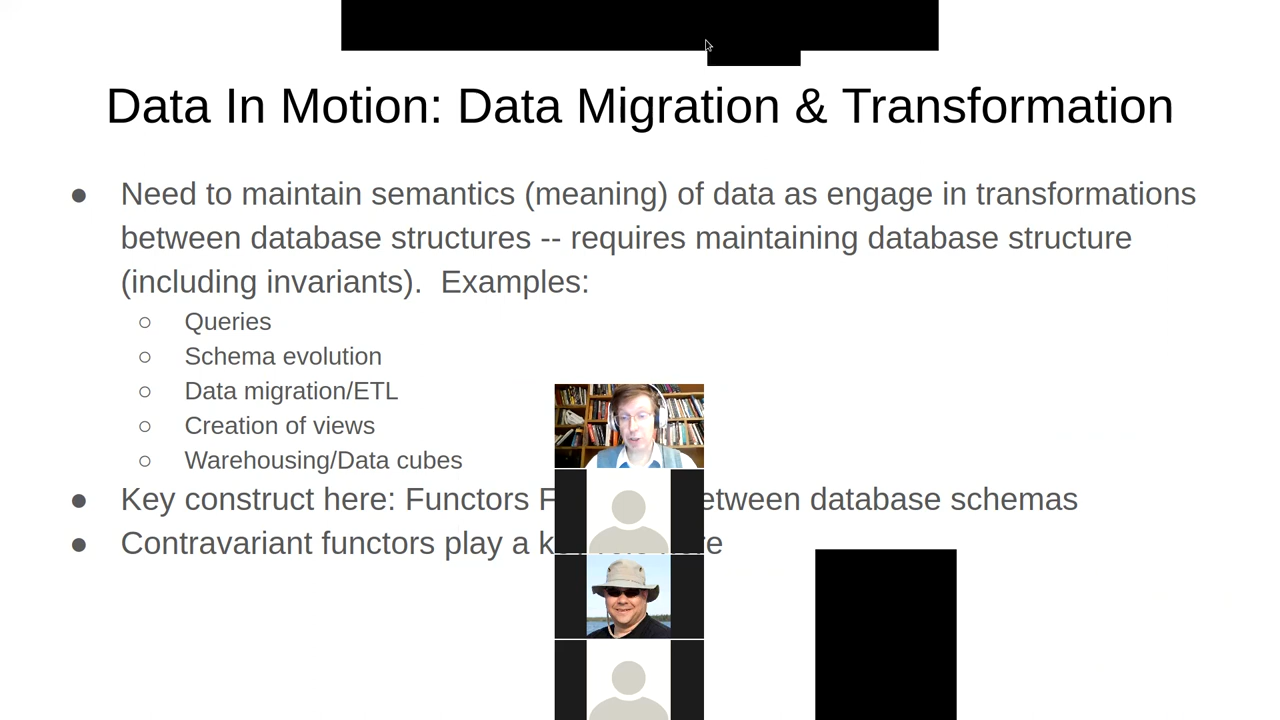 Data In Motion: Data Migration & Transformation
● Need to maintain semantics (meaning) of data as engage in transformations
between database structures -- requires maintaining database structure
(including invariants).  Examples:
○ Queries
○ Schema evolution
○ Data migration/ETL
○ Creation of views
○ Warehousing/Data cubes
● Key construct here: Functors between database schemas
● Contravariant functors play a